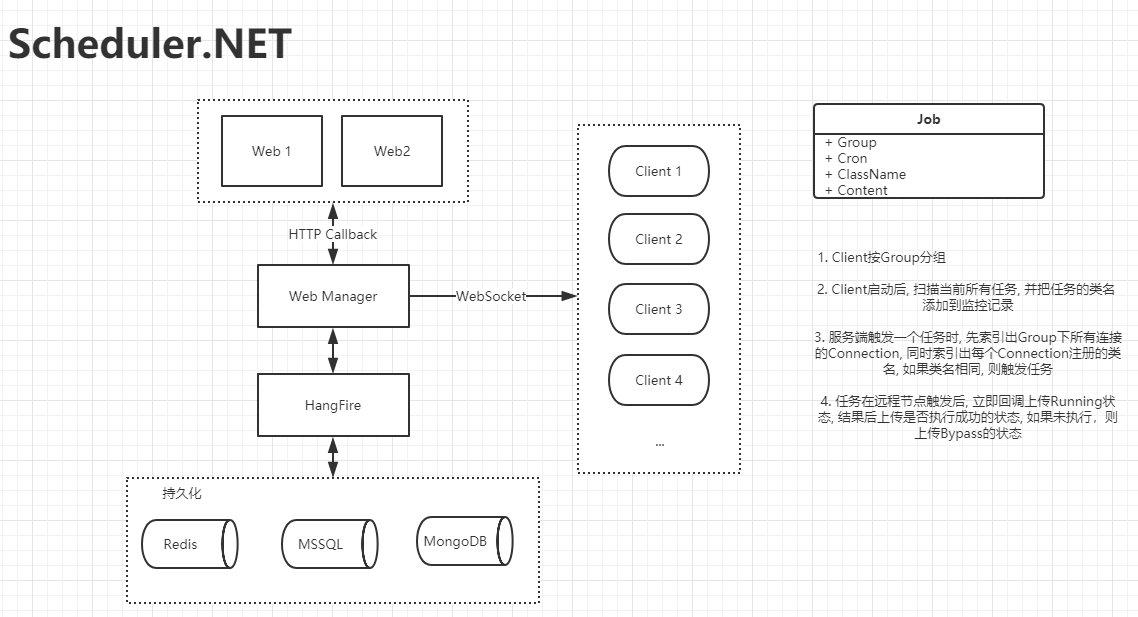 Scheduler.NET
Web 1
Web2
HTTP Callback
Web Manager
WebSocket
HangFire
持久化
Redis
MSSQL
MongoDB
Client 1
Client 2
Client 3
Client 4
...
Job
+ Group
+ Cron
+ ClassName
+ Content
1. Client按Group分组
2. Client启动后, 扫描当前所有任务, 并把任务的类名
添加到监控记录
3. 服务端触发一个任务时, 先索引出Group下所有连接
的Connection, 同时索引出每个Connection注册的类
名, 如果类名相同, 则触发任务
4. 任务在远程节点触发后, 立即回调上传Running状
态, 结果后上传是否执行成功的状态, 如果未执行，则
上传Bypass的状态